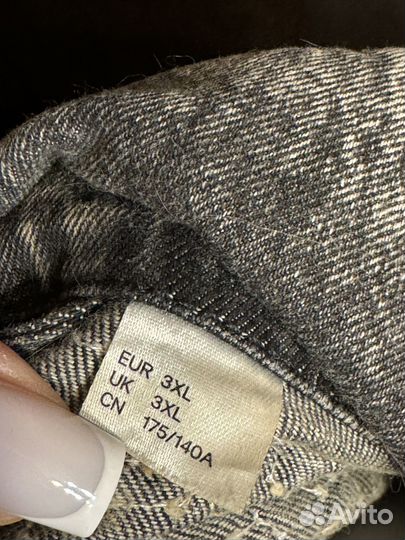 EUR 3XL
UK 3XL
CN 175/140A
Avito